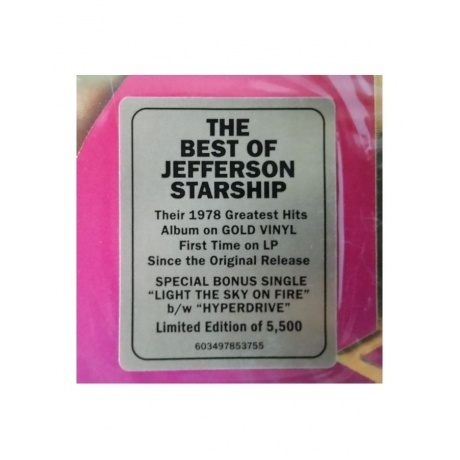 THE
BEST OF
JEFFERSON
STARSHIP
Their 1978 Greatest Hits
Album on GOLD VINYL
First Time on LP
Since the Original Release
SPECIAL BONUS SINGLE
“LIGHT THE SKY ON FIRE”
b/w “HYPERDRIVE”
Limited Edition of 5,500
603497853755